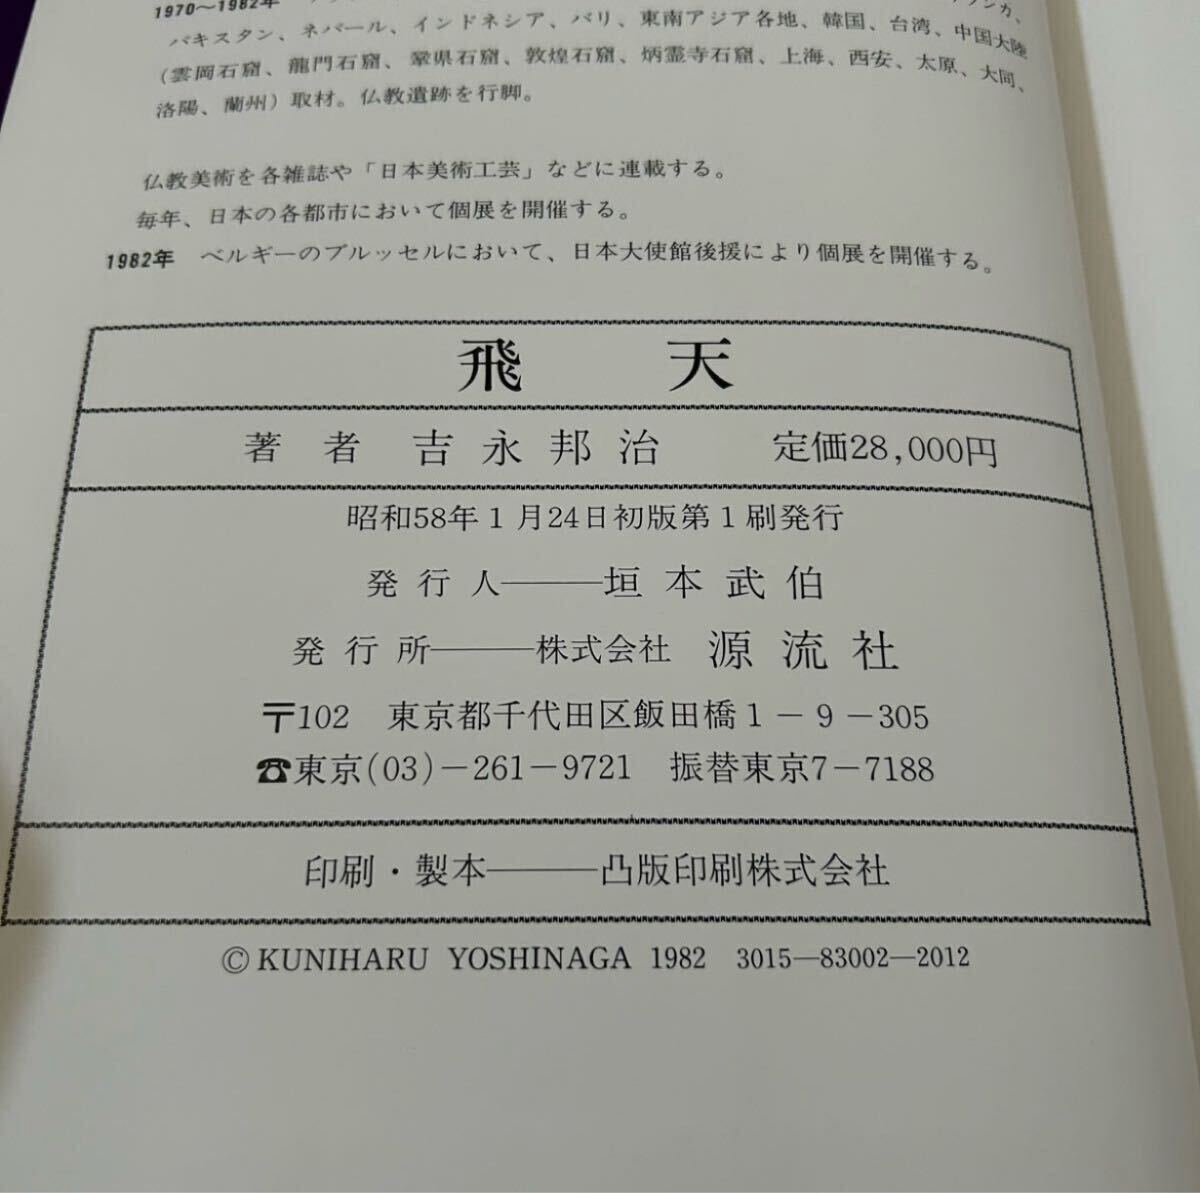 1970〜1982年
パキスタン、ネパール、インドネシア、バリ、東南アジア各地、韓国、台湾、中国大陸
(雲岡石窟、龍門石窟、鞏県石窟、敦煌石窟、炳霊寺石窟、上海、西安、太原、大同、
洛陽、蘭州)取材。仏教遺跡を行脚。
仏教美術を各雑誌や「日本美術工芸」などに連載する。
毎年、日本の各都市において個展を開催する。
1982年 ベルギーのブルッセルにおいて、日本大使館後援により個展を開催する。
飛 天
著 者 吉 永 邦 治 定価28,000円
昭和58年1月24日初版第1刷発行
発 行 人───垣 本 武 伯
発 行 所───株式会社 源 流 社
〒102 東京都千代田区飯田橋1-9-305
☎東京(03)-261-9721 振替東京7-7188
印刷・製本───凸版印刷株式会社
© KUNIHARU YOSHINAGA 1982 3015—83002—2012